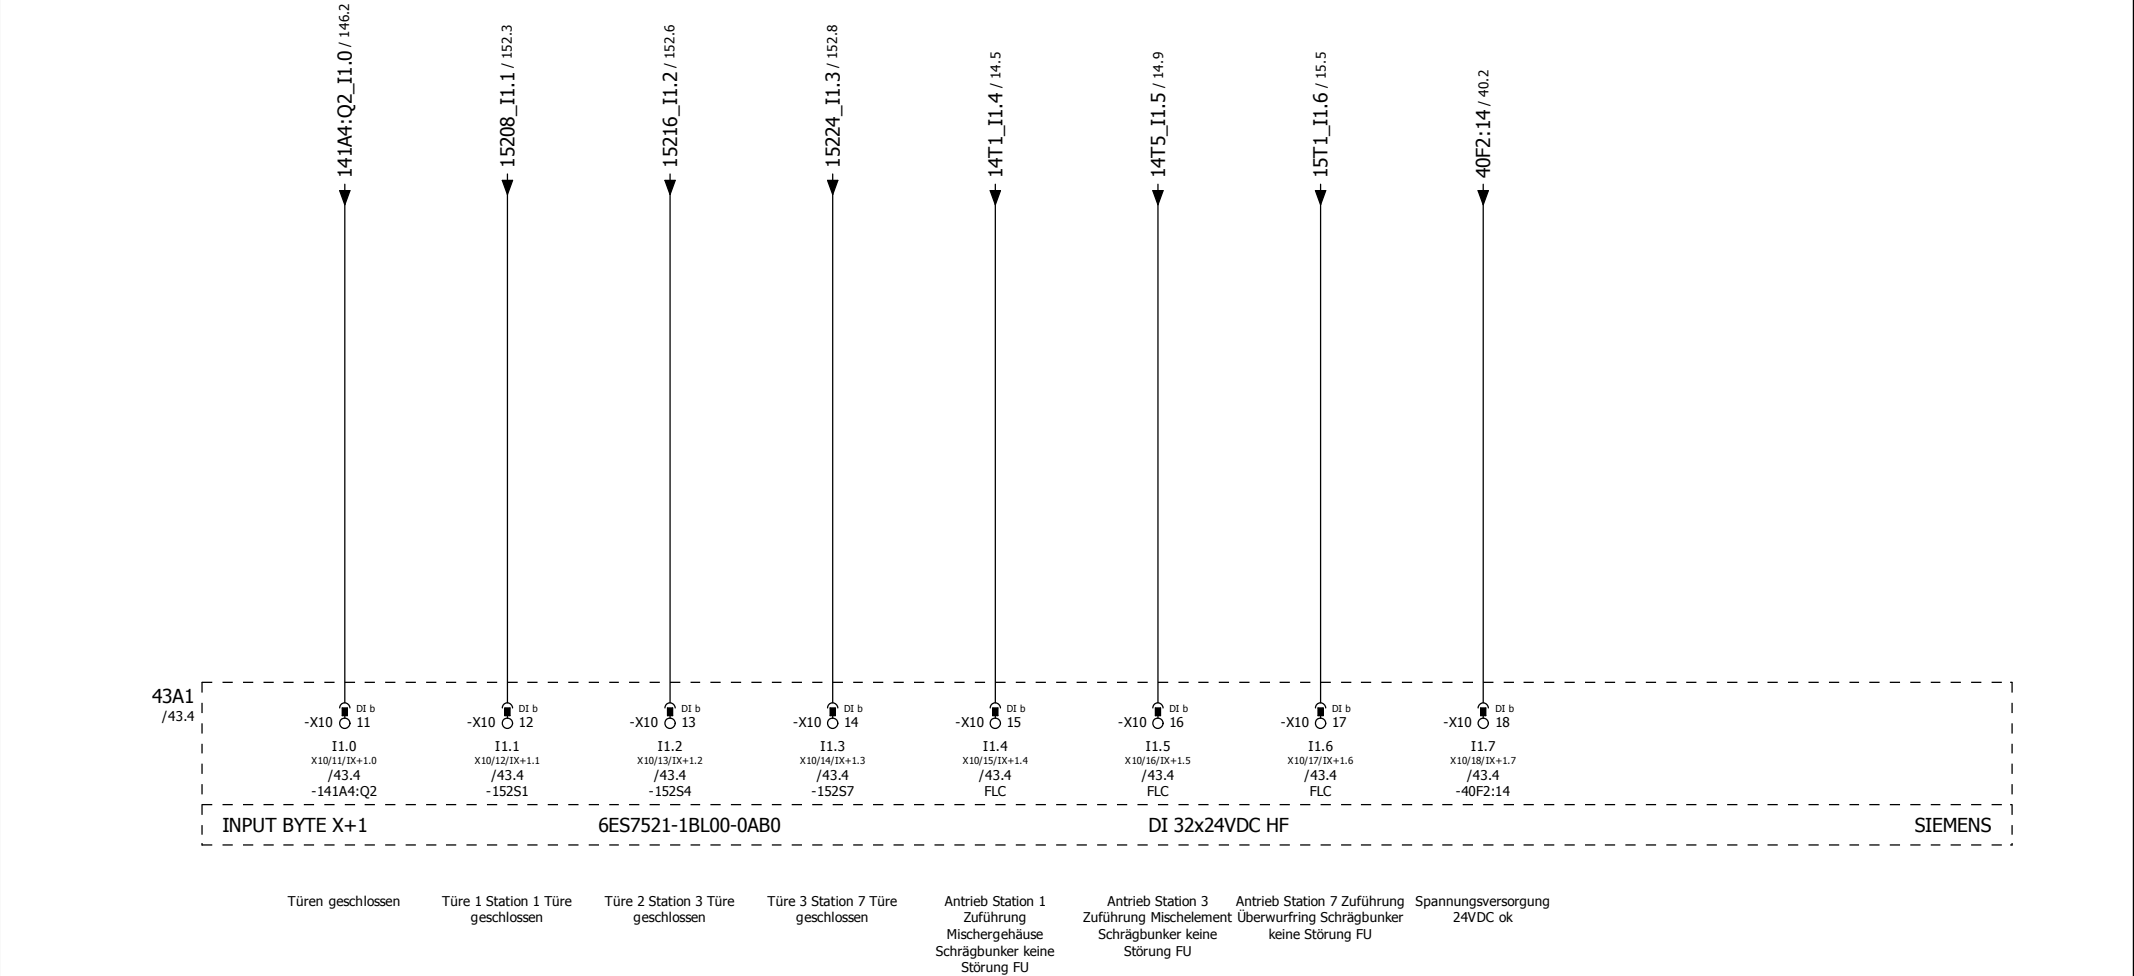 141A4:Q2_I1.0 / 146.2
15208_I1.1 / 152.3
15216_I1.2 / 152.6
15224_I1.3 / 152.8
14T1_I1.4 / 14.5
14T5_I1.5 / 14.9
15T1_I1.6 / 15.5
40F2:14 / 40.2
43A1
/43.4
DI b
-X10 11
I1.0
X10/11/IX+1.0
/43.4
-141A4:Q2
DI b
-X10 12
I1.1
X10/12/IX+1.1
/43.4
-152S1
DI b
-X10 13
I1.2
X10/13/IX+1.2
/43.4
-152S4
DI b
-X10 14
I1.3
X10/14/IX+1.3
/43.4
-152S7
DI b
-X10 15
I1.4
X10/15/IX+1.4
/43.4
FLC
DI b
-X10 16
I1.5
X10/16/IX+1.5
/43.4
FLC
DI b
-X10 17
I1.6
X10/17/IX+1.6
/43.4
FLC
DI b
-X10 18
I1.7
X10/18/IX+1.7
/43.4
-40F2:14
INPUT BYTE X+1
6ES7521-1BL00-0AB0
DI 32x24VDC HF
SIEMENS
Türen geschlossen
Türe 1 Station 1 Türe
geschlossen
Türe 2 Station 3 Türe
geschlossen
Türe 3 Station 7 Türe
geschlossen
Antrieb Station 1
Zuführung
Mischergehäuse
Schrägbunker keine
Störung FU
Antrieb Station 3
Zuführung Mischelement
Schrägbunker keine
Störung FU
Antrieb Station 7 Zuführung
Überwurfring Schrägbunker
keine Störung FU
Spannungsversorgung
24VDC ok